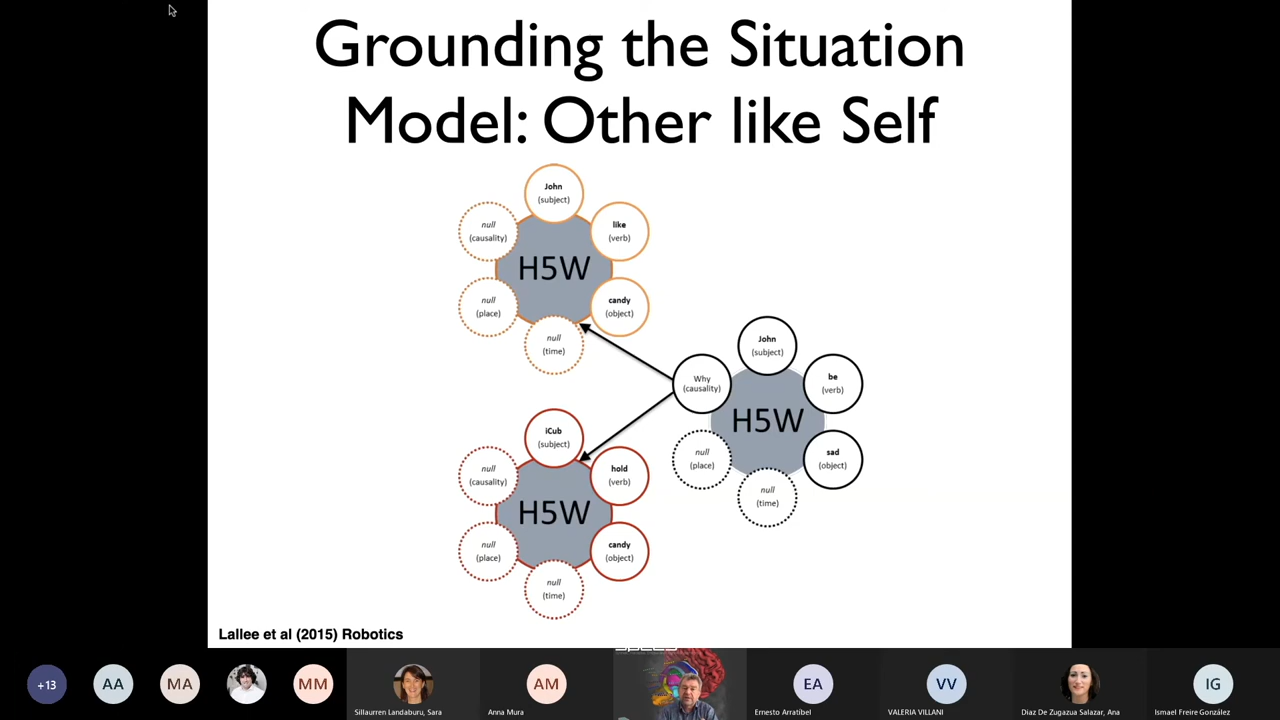 Grounding the Situation
Model: Other like Self
John
(subject)
null
(causality)
like
(verb)
H5W
null
(place)
candy
(object)
null
(time)
John
(subject)
Why
(causality)
be
(verb)
H5W
null
(place)
sad
(object)
null
(time)
iCub
(subject)
null
(causality)
hold
(verb)
H5W
null
(place)
candy
(object)
null
(time)
Lallee et al (2015) Robotics
+13
AA
MA
MM
Sillaurren Landaburu, Sara
AM
Anna Mura
EA
Ernesto Arratibel
VV
VALERIA VILLANI
Díaz De Zugazua Salazar, Ana
IG
Ismael Freire González